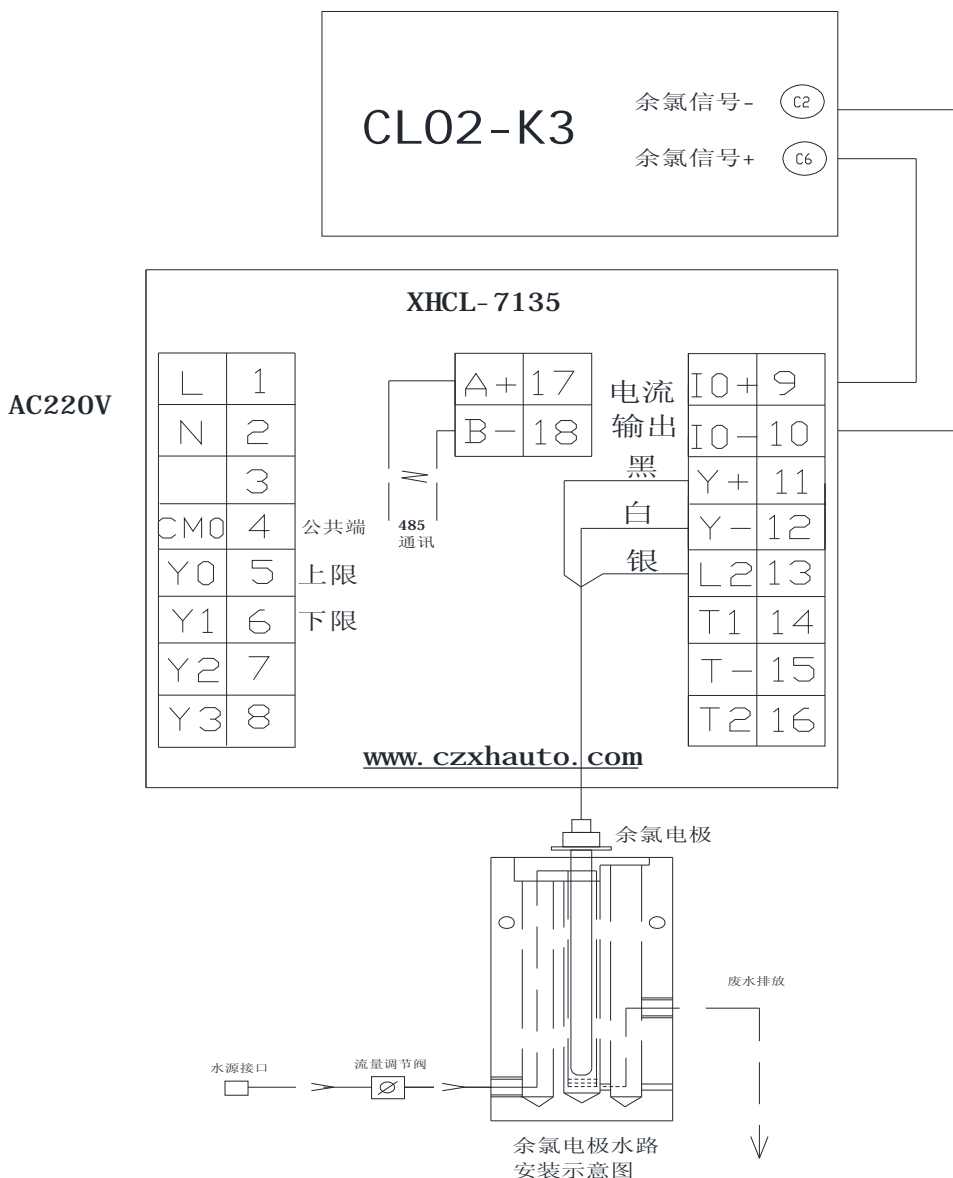 CLO2-K3
余氯信号- C2
余氯信号+ C6
XHCL-7135
AC220V
L 1
N 2
3
CMO 4 公共端
Y0 5 上限
Y1 6 下限
Y2 7
Y3 8
A+ 17
B- 18
485
通讯
电流
输出
黑
白
银
IO+ 9
IO- 10
Y+ 11
Y- 12
L2 13
T1 14
T- 15
T2 16
www.czxhauto.com
余氯电极
废水排放
水源接口
流量调节阀
余氯电极水路
安装示意图